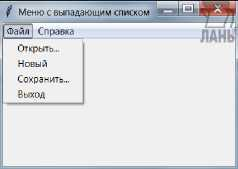 Меню с выпадающим списком
Файл Справка
ЛАНЬ
Открыть...
Новый
Сохранить...
Выход